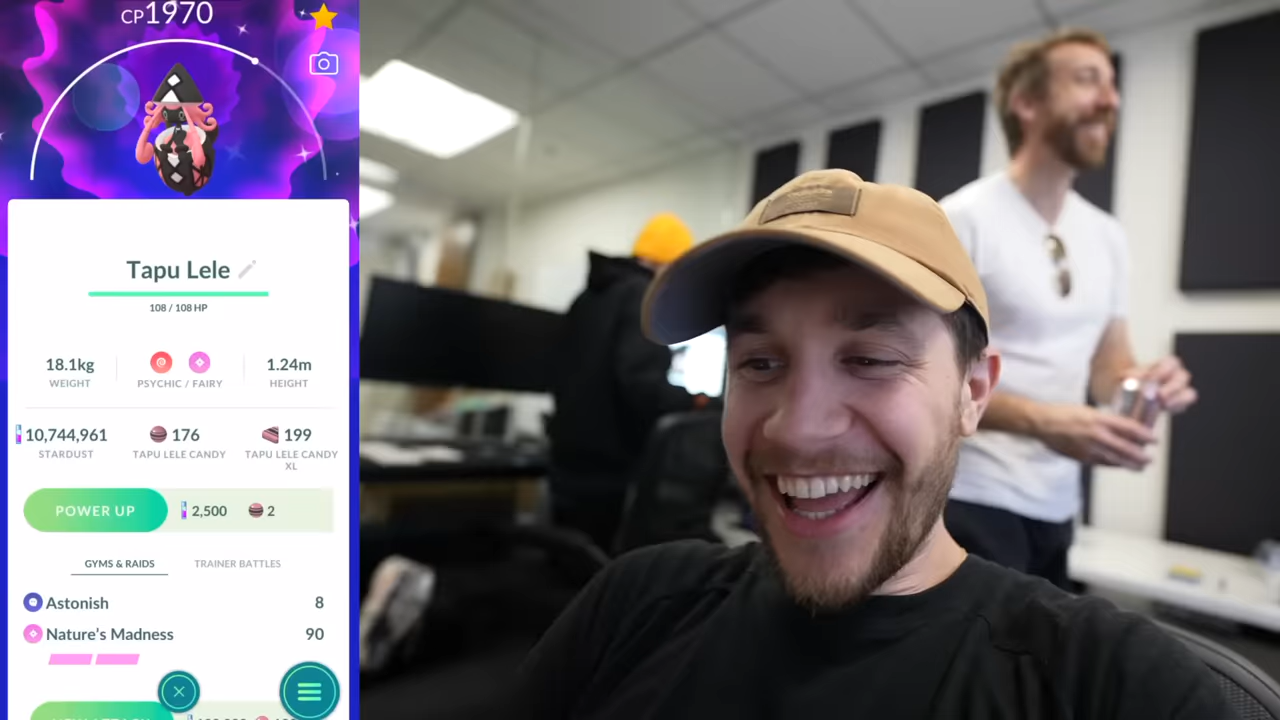 CP1970
Tapu Lele
108 / 108 HP
18.1kg
WEIGHT
PSYCHIC / FAIRY
1.24m
HEIGHT
10,744,961
STARDUST
176
TAPU LELE CANDY
199
TAPU LELE CANDY
XL
POWER UP
2,500
2
GYMS & RAIDS
TRAINER BATTLES
Astonish
8
Nature's Madness
90